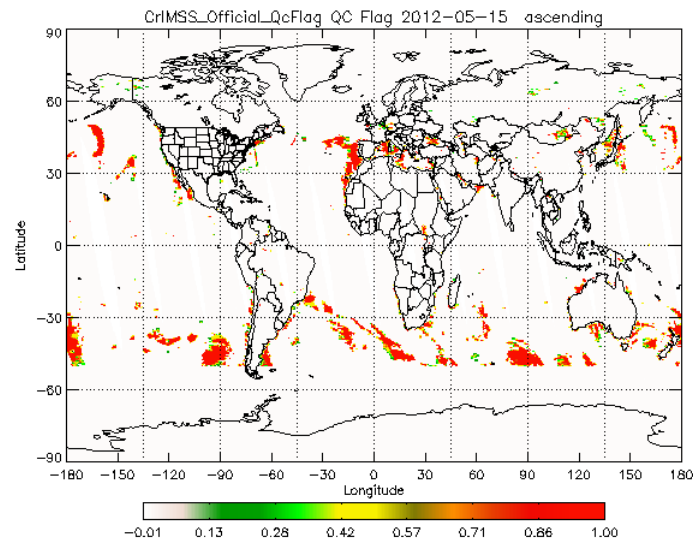 CrIMSS_Official_QcFlag QC Flag 2012-05-15 ascending
90
60
30
0
-30
-60
-90
Latitude
-180 -150 -120 -90 -60 -30 0 30 60 90 120 150 180
Longitude
-0.01 0.13 0.28 0.42 0.57 0.71 0.86 1.00